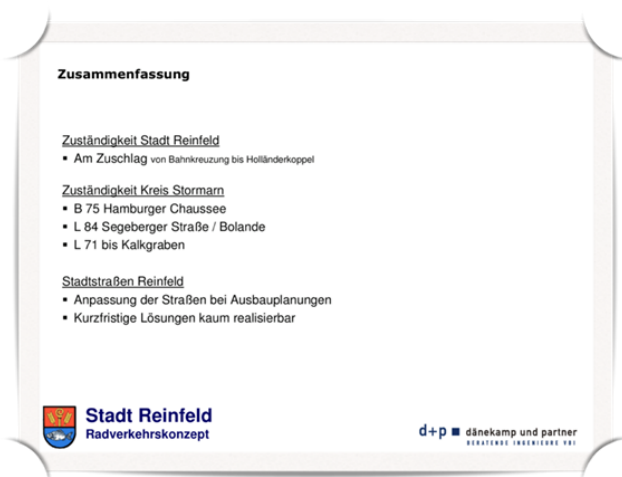 Zusammenfassung
Zuständigkeit Stadt Reinfeld
▪ Am Zuschlag von Bahnkreuzung bis Holländerkoppel
Zuständigkeit Kreis Stormarn
▪ B 75 Hamburger Chaussee
▪ L 84 Segeberger Straße / Bolande
▪ L 71 bis Kalkgraben
Stadtstraßen Reinfeld
▪ Anpassung der Straßen bei Ausbauplanungen
▪ Kurzfristige Lösungen kaum realisierbar
Stadt Reinfeld
Radverkehrskonzept
d+p ■ dänekamp und partner
BERATENDE INGENIEURE VBI